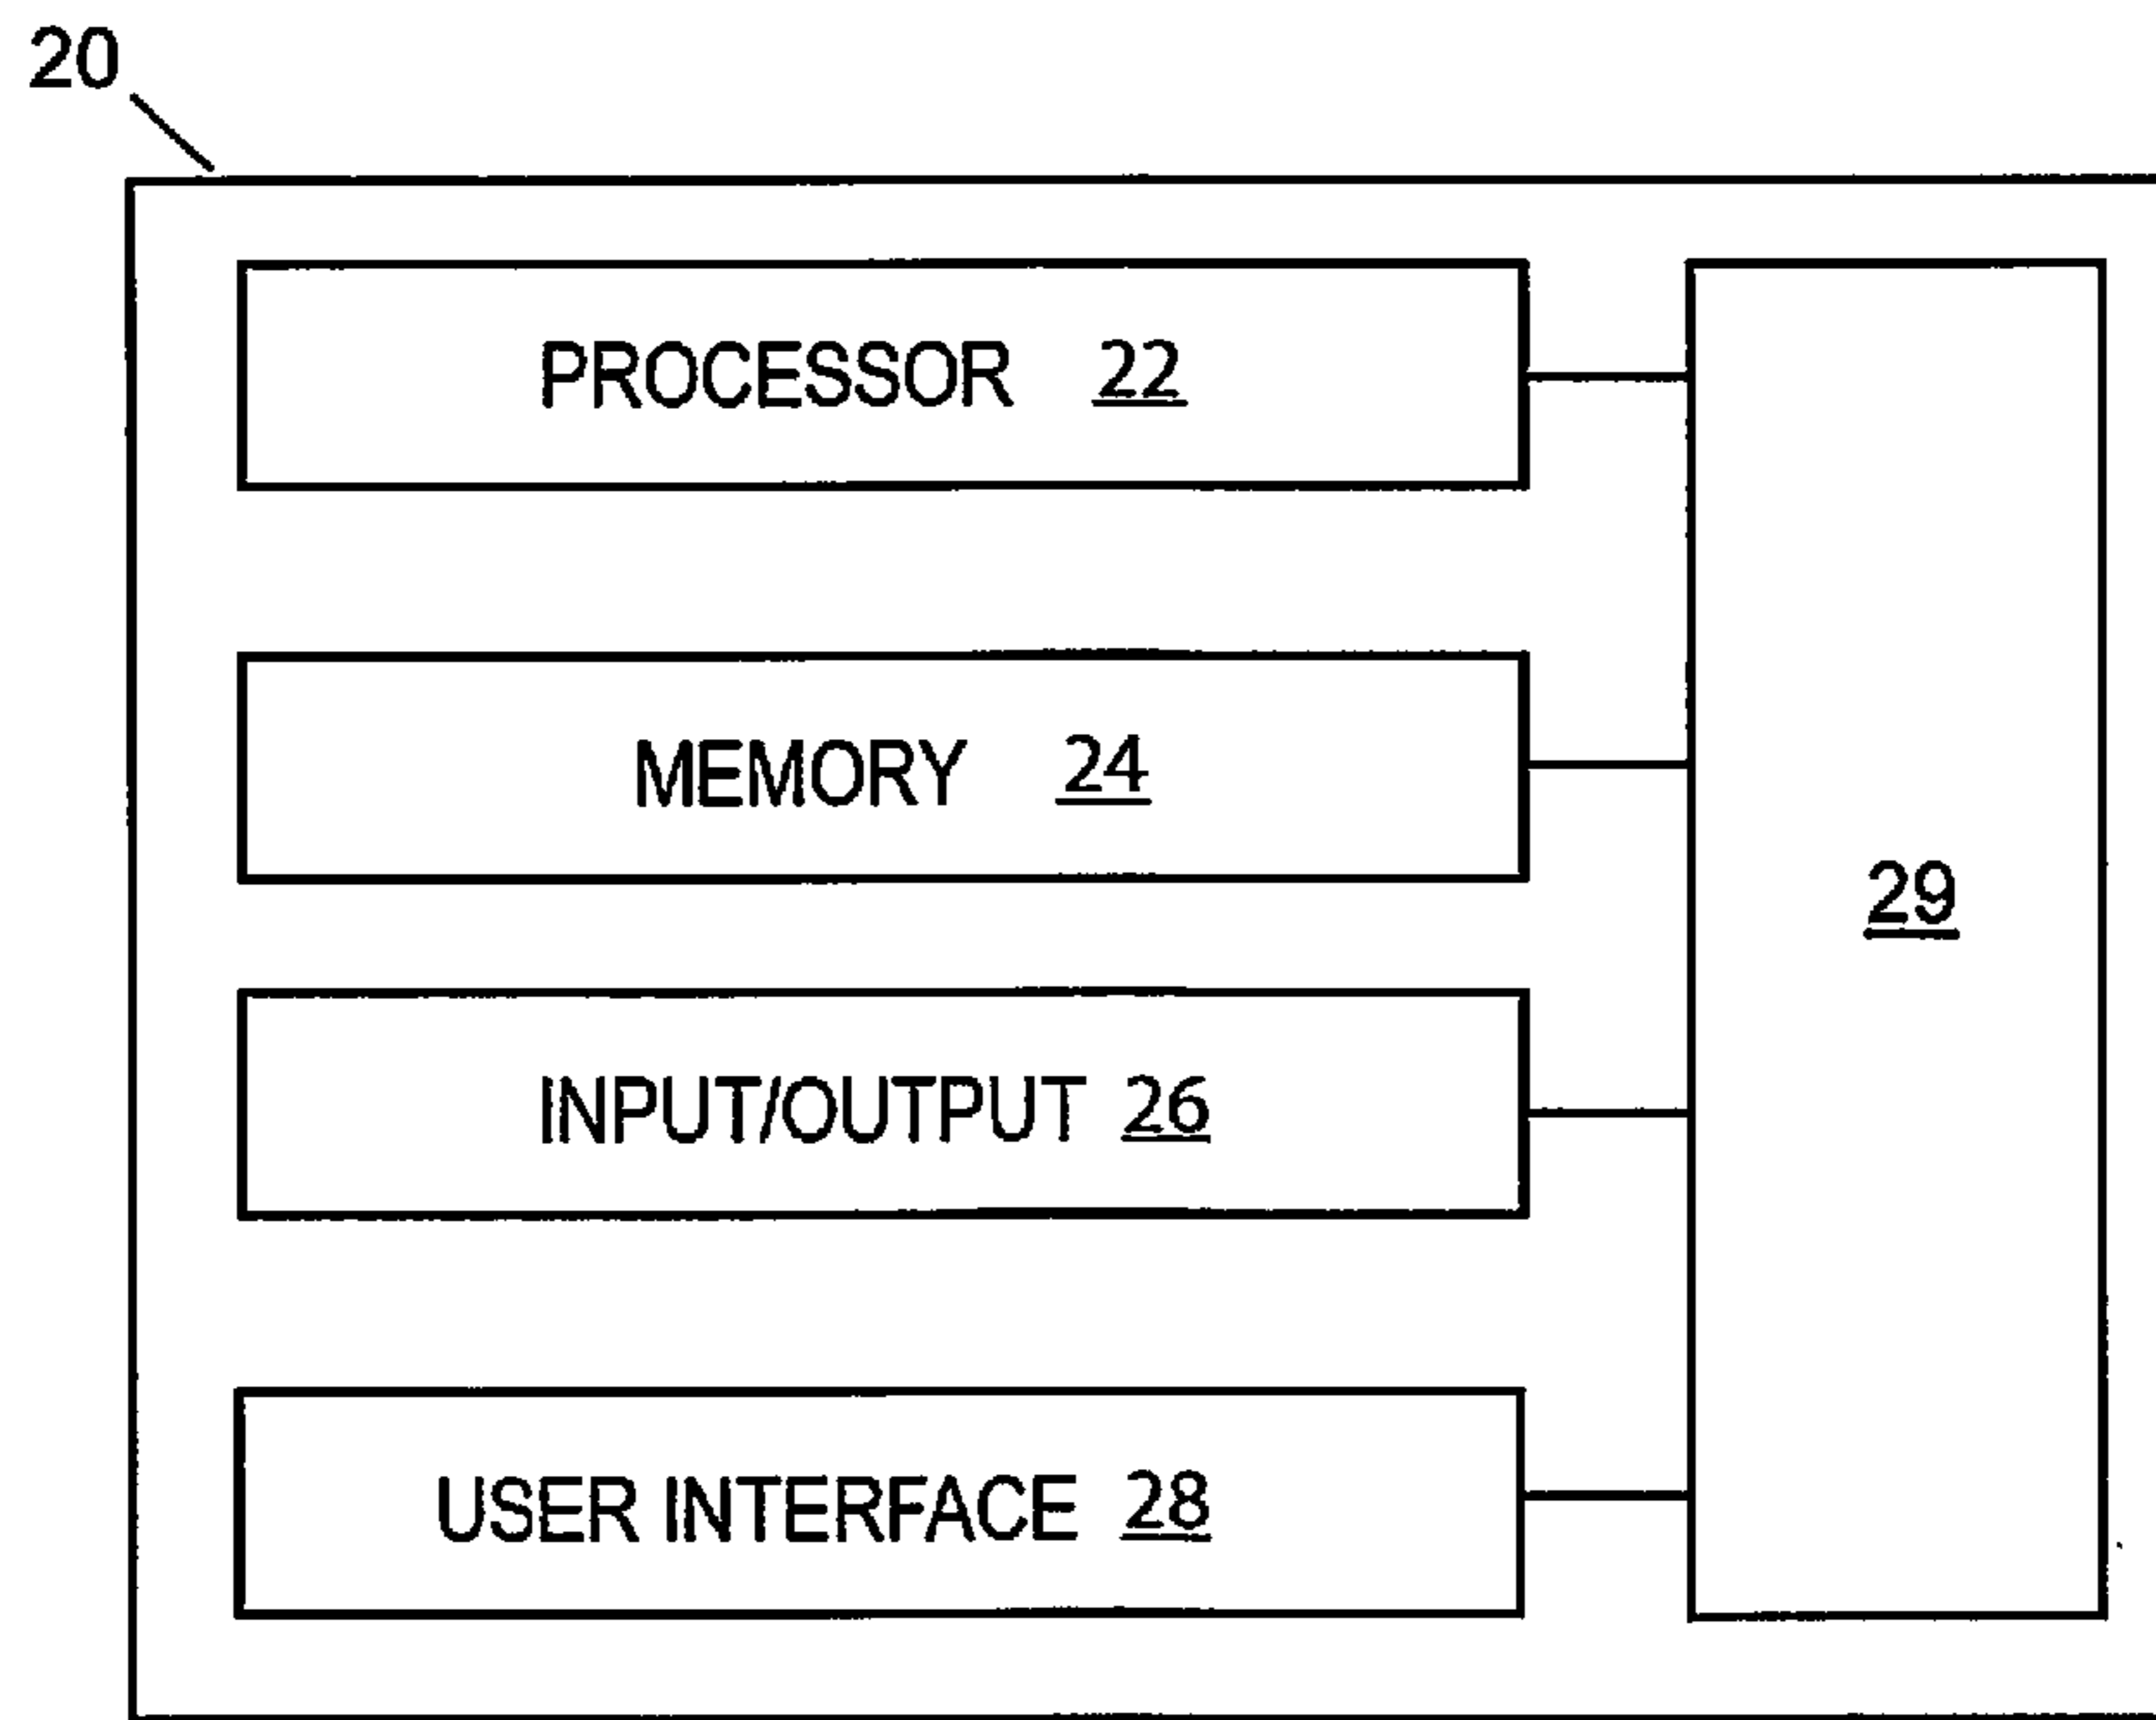 20
PROCESSOR 22
MEMORY 24
29
INPUT/OUTPUT 26
USER INTERFACE 28